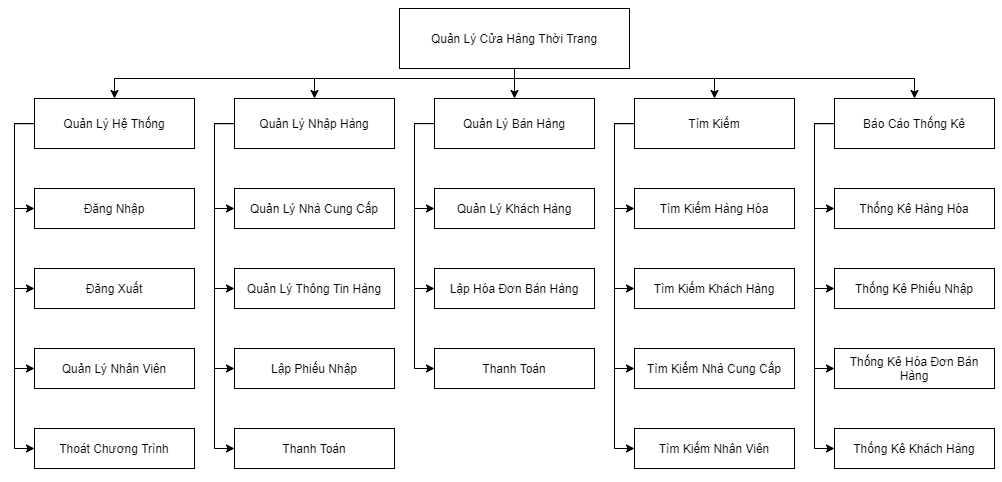 Quản Lý Cửa Hàng Thời Trang
Quản Lý Hệ Thống
Quản Lý Nhập Hàng
Quản Lý Bán Hàng
Tìm Kiếm
Báo Cáo Thống Kê
Đăng Nhập
Quản Lý Nhà Cung Cấp
Quản Lý Khách Hàng
Tìm Kiếm Hàng Hóa
Thống Kê Hàng Hóa
Đăng Xuất
Quản Lý Thông Tin Hàng
Lập Hóa Đơn Bán Hàng
Tìm Kiếm Khách Hàng
Thống Kê Phiếu Nhập
Quản Lý Nhân Viên
Lập Phiếu Nhập
Thanh Toán
Tìm Kiếm Nhà Cung Cấp
Thống Kê Hóa Đơn Bán
Hàng
Thoát Chương Trình
Thanh Toán
Tìm Kiếm Nhân Viên
Thống Kê Khách Hàng